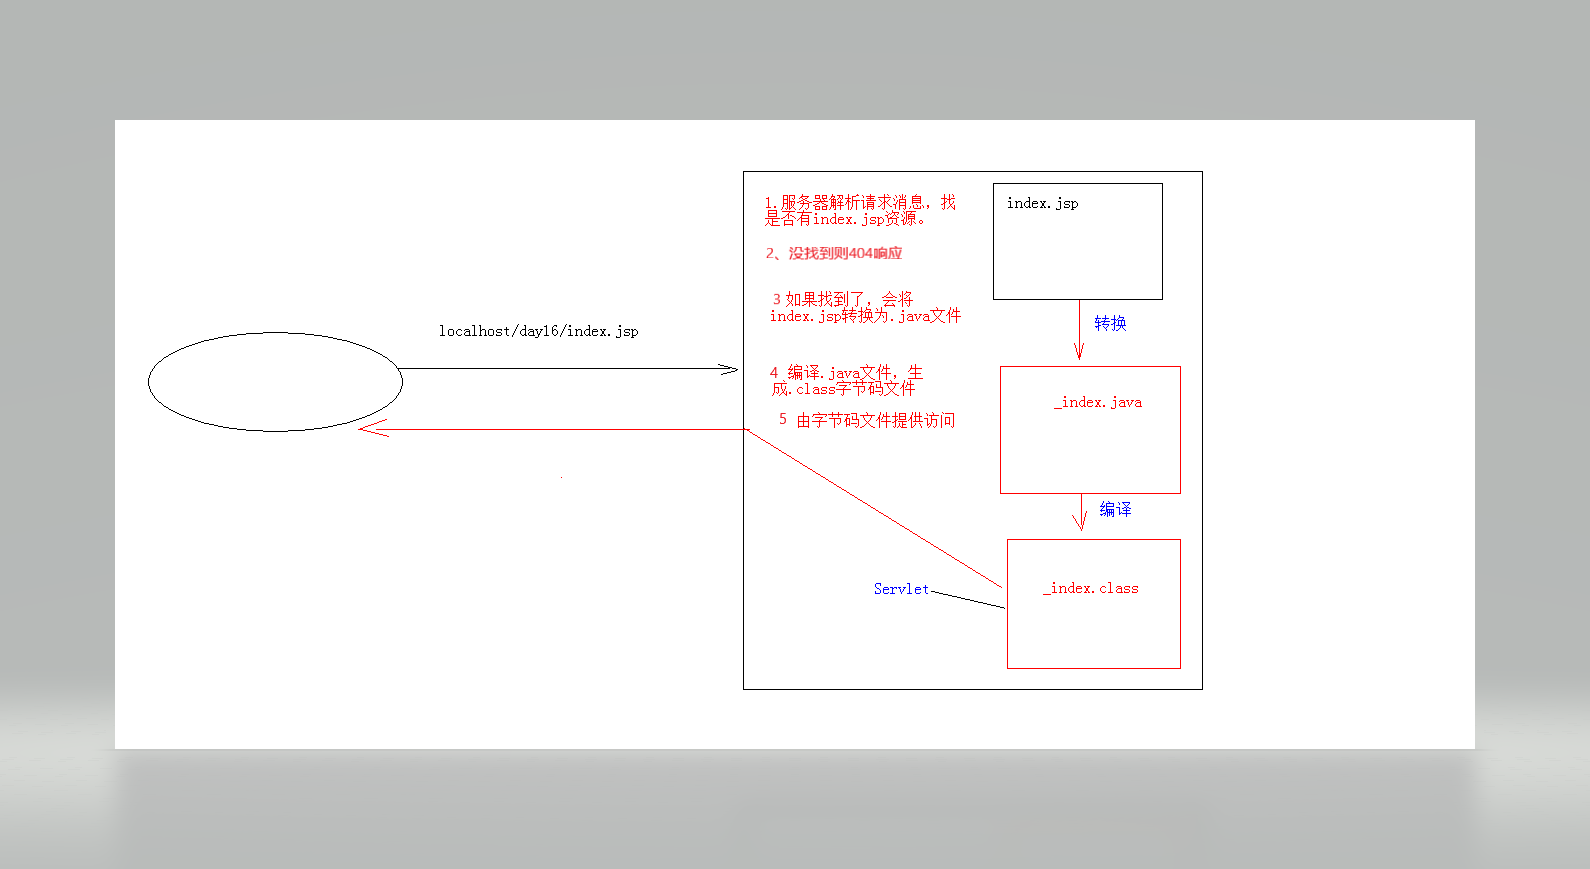 1.服务器解析请求消息，找
是否有index.jsp资源。
2、没找到则404响应
3 如果找到了，会将
index.jsp转换为.java文件
4 编译.java文件，生
成.class字节码文件
5 由字节码文件提供访问
localhost/day16/index.jsp
index.jsp
转换
_index.java
编译
_index.class
Servlet